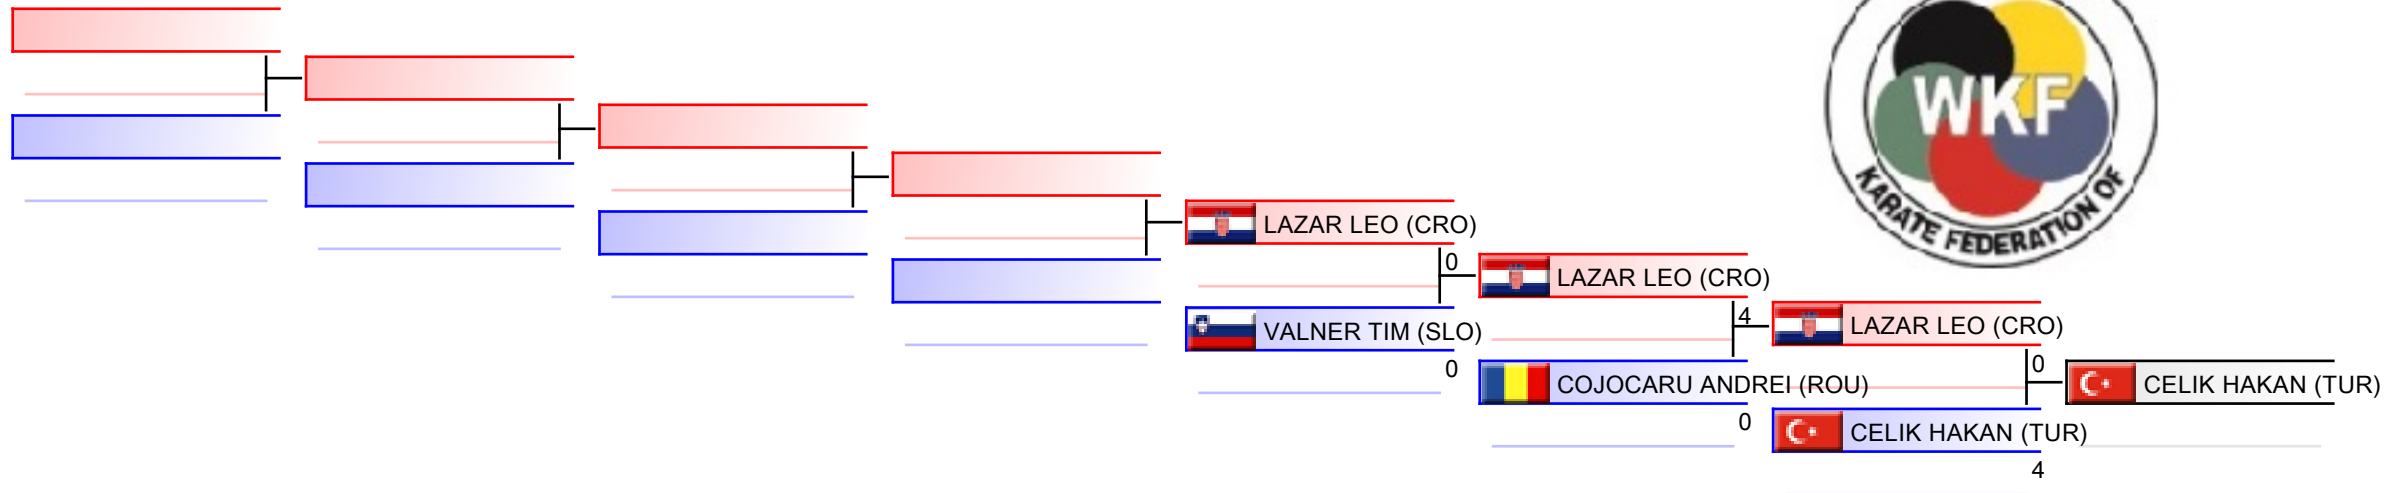 WKF
KARATE FEDERATION OF
LAZAR LEO (CRO)
0
VALNER TIM (SLO)
0
LAZAR LEO (CRO)
4
COJOCARU ANDREI (ROU)
0
LAZAR LEO (CRO)
0
CELIK HAKAN (TUR)
4
CELIK HAKAN (TUR)